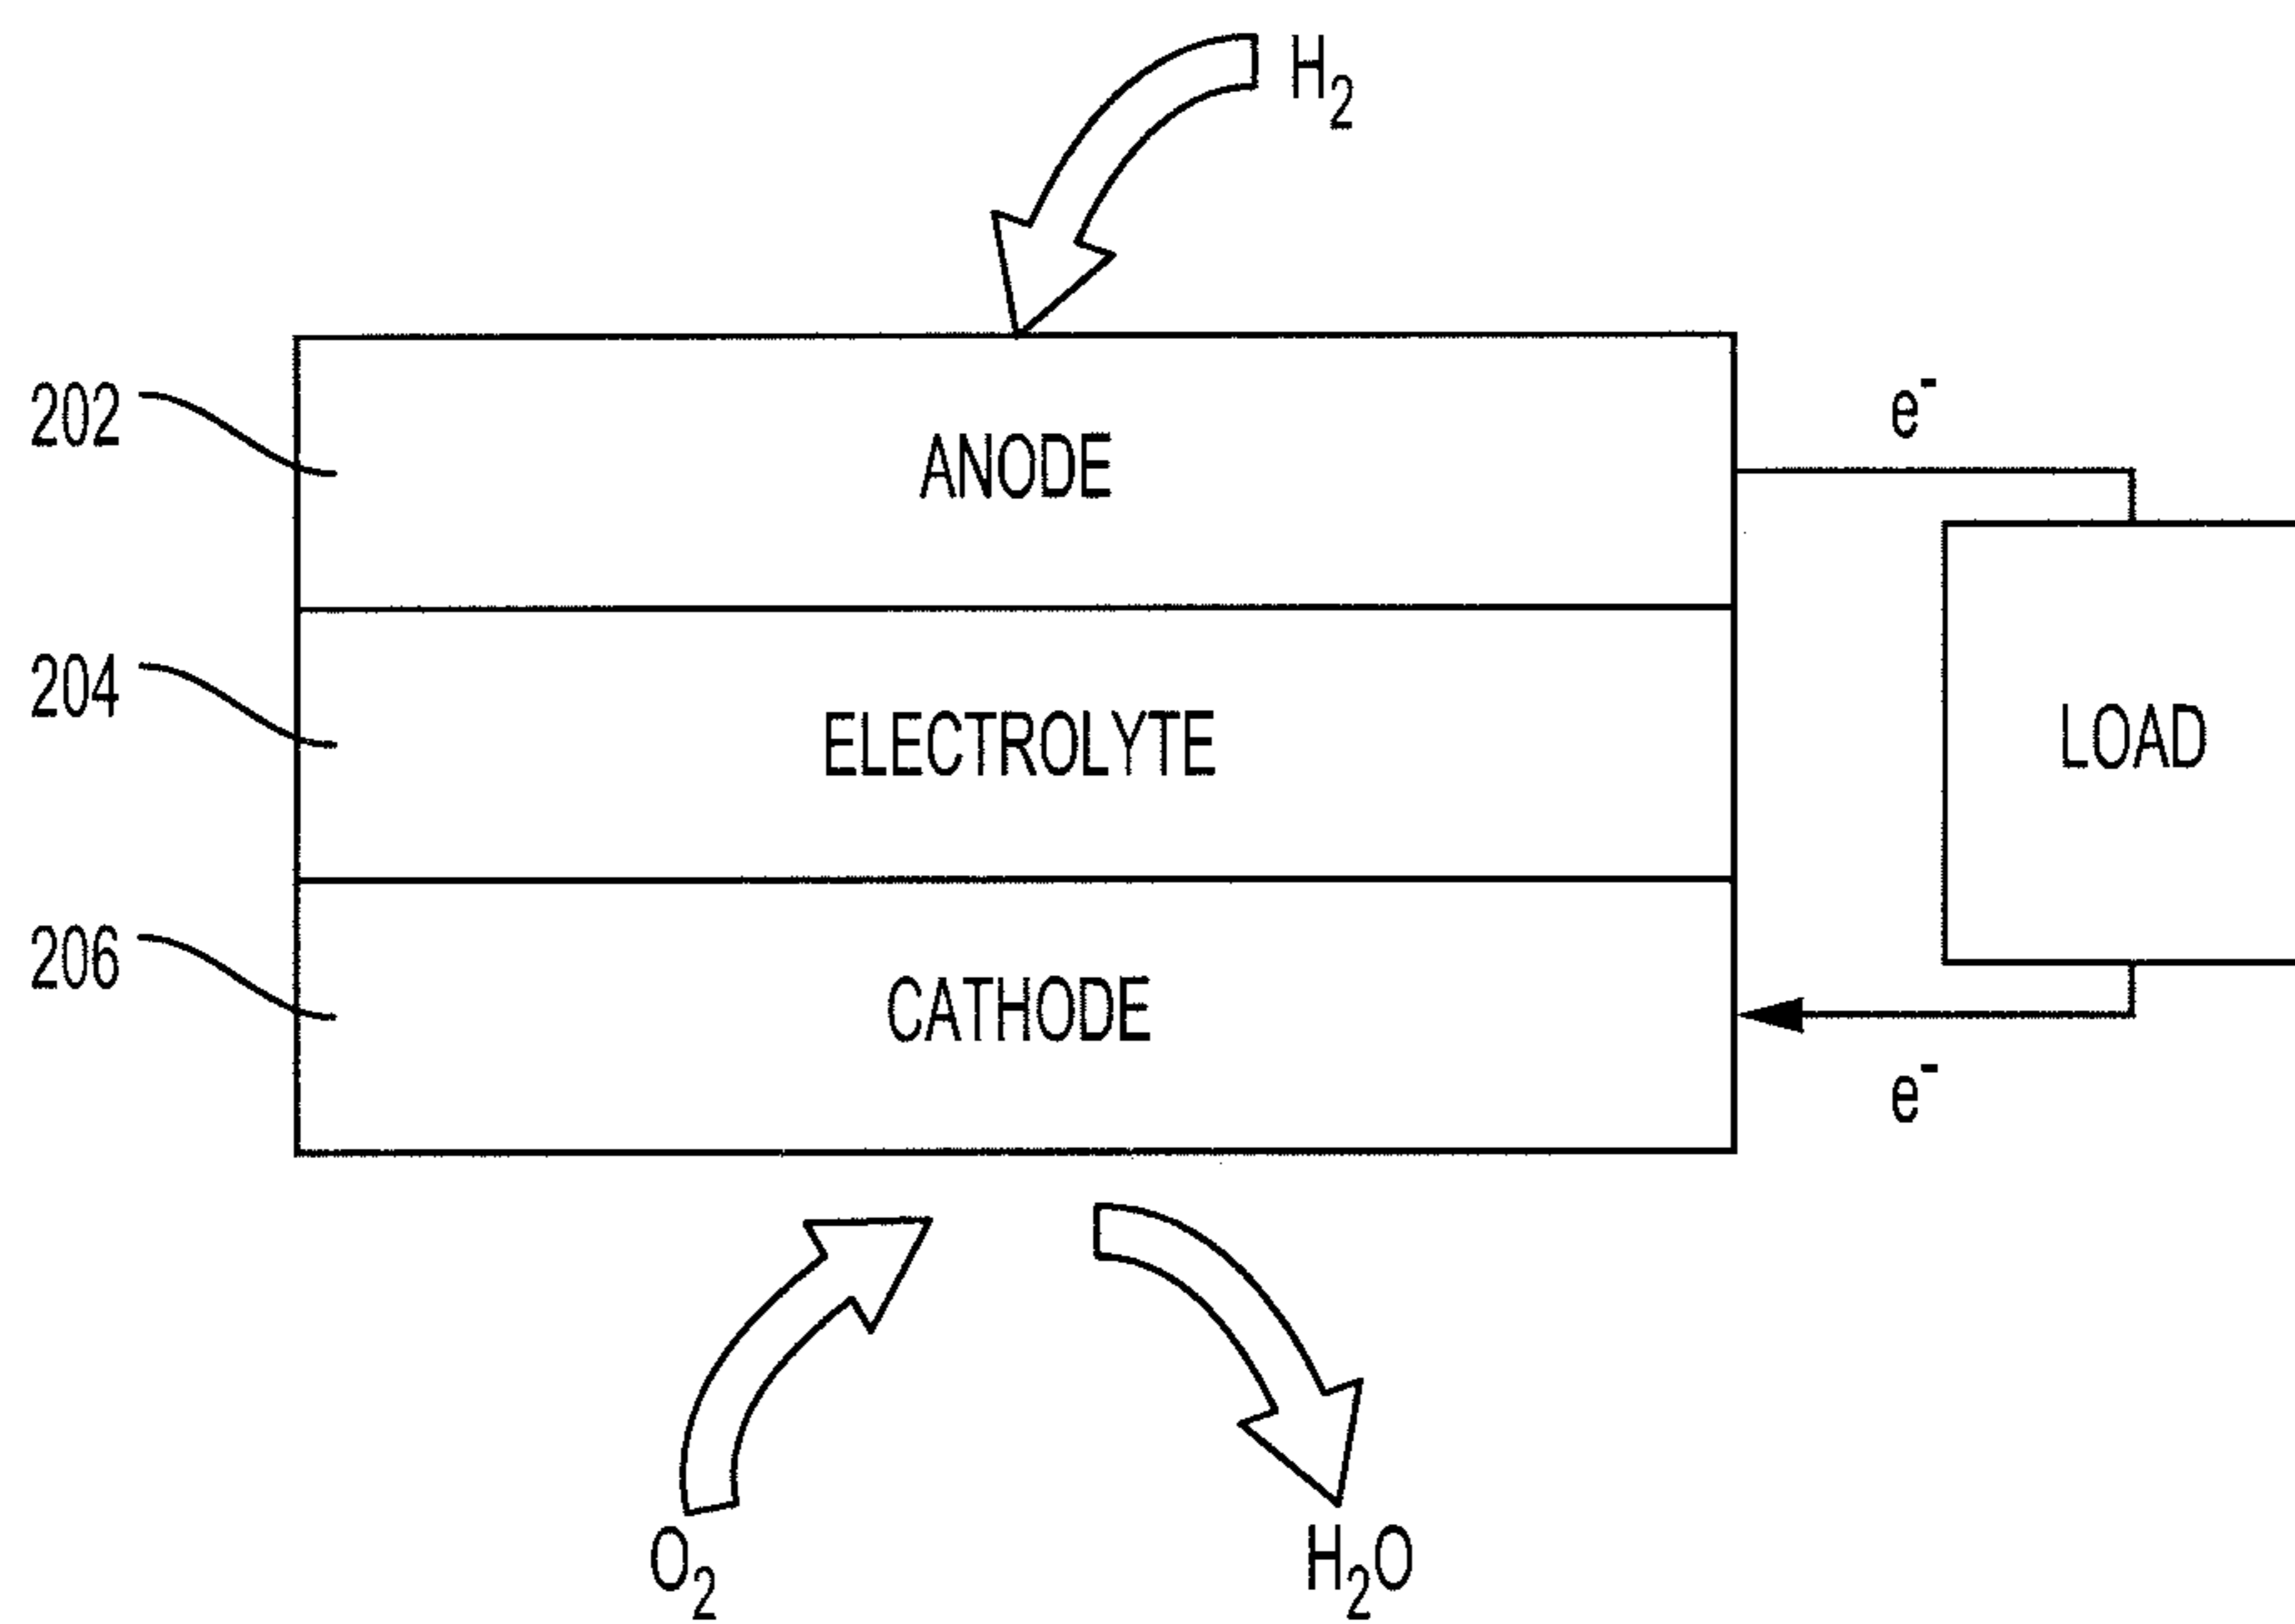 H2
202
ANODE
e-
204
ELECTROLYTE
LOAD
206
CATHODE
e-
O2
H2O